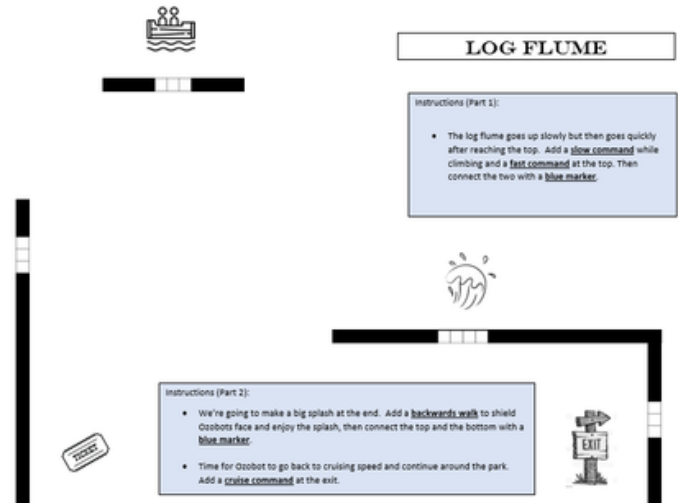 LOG FLUME
Instructions (Part 1):
• The log flume goes up slowly but then goes quickly
after reaching the top. Add a slow command while
climbing and a fast command at the top. Then
connect the two with a blue marker.
Instructions (Part 2):
• We're going to make a big splash at the end. Add a backwards walk to shield
Ozobots face and enjoy the splash, then connect the top and the bottom with a
blue marker.
• Time for Ozobot to go back to cruising speed and continue around the park.
Add a cruise command at the exit.
TICKET
EXIT